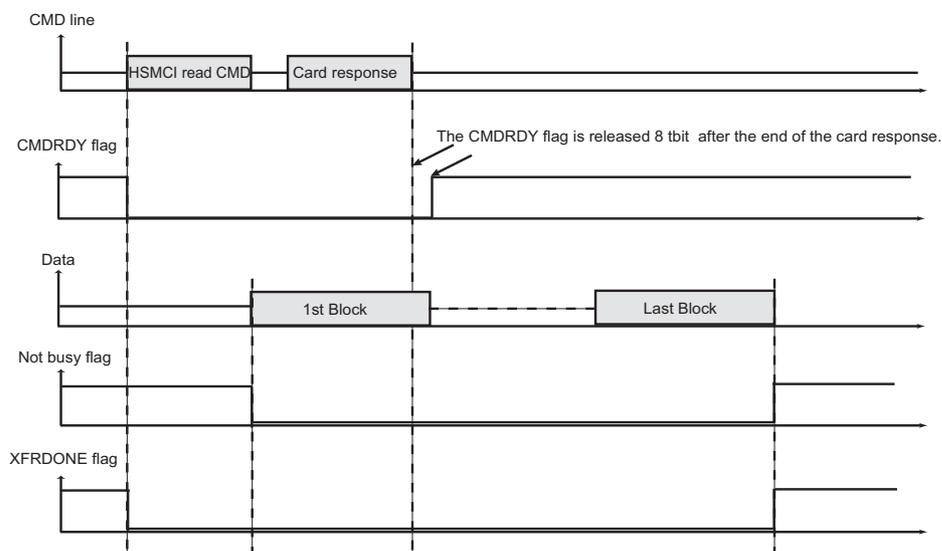 CMD line
HSMCI read CMD
Card response
The CMDRDY flag is released 8 tbit after the end of the card response.
CMDRDY flag
Data
1st Block
Last Block
Not busy flag
XFRDONE flag